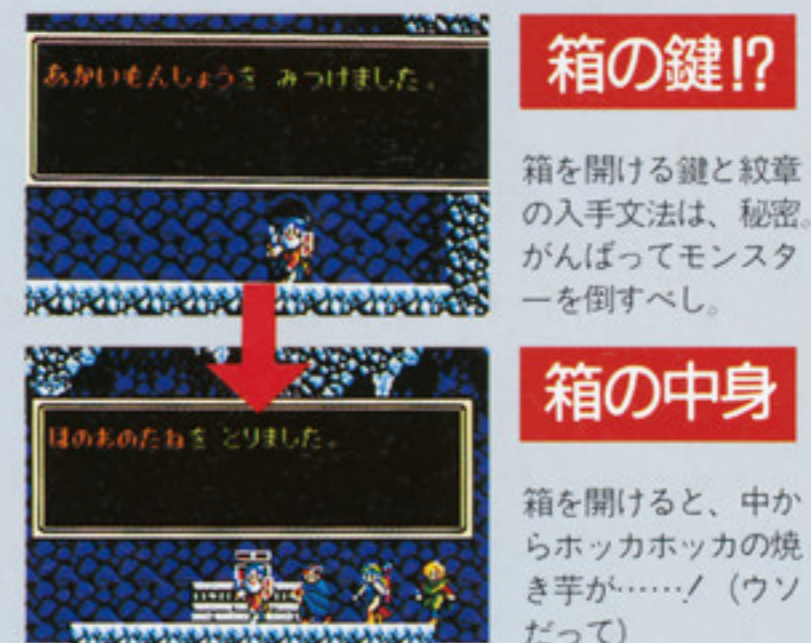 あかいもんしょうを みつけました。
箱の鍵!?
箱を開ける鍵と紋章
の入手文法は、秘密。
がんばってモンスタ
ーを倒すべし。
ほのおのたねを とりました。
箱の中身
箱を開けると、中か
らホッカホッカの焼
き芋が……！（ウソ
だって）